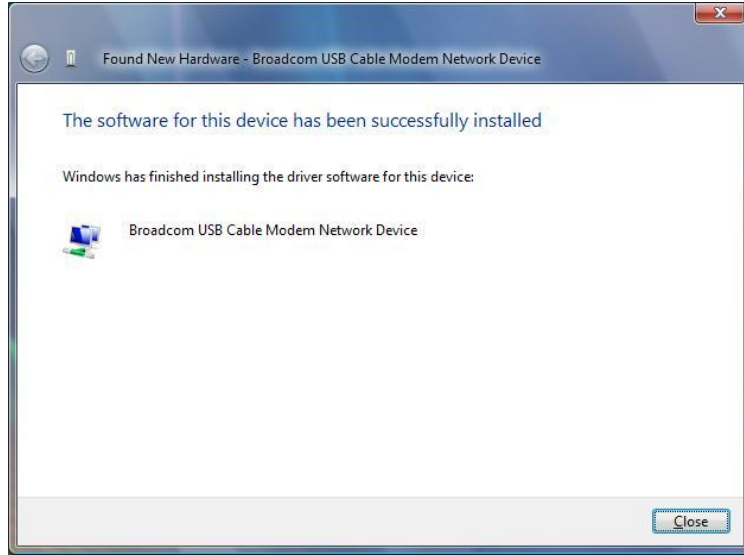 Found New Hardware - Broadcom USB Cable Modem Network Device
The software for this device has been successfully installed
Windows has finished installing the driver software for this device:
Broadcom USB Cable Modem Network Device
Close